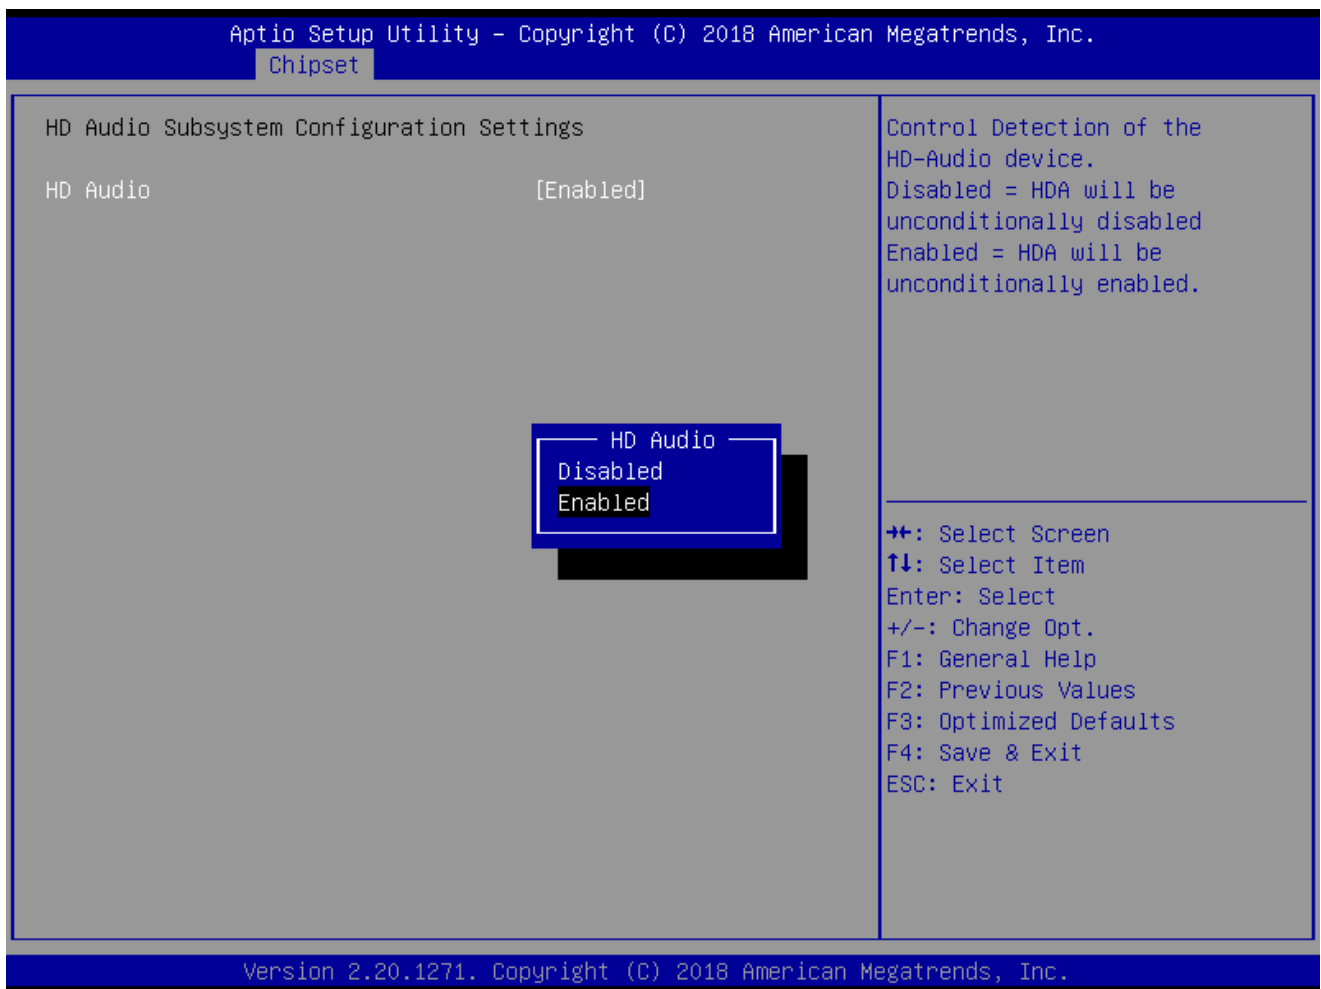 Aptio Setup Utility – Copyright (C) 2018 American Megatrends, Inc.
Chipset
HD Audio Subsystem Configuration Settings
HD Audio [Enabled]
Control Detection of the
HD-Audio device.
Disabled = HDA will be
unconditionally disabled
Enabled = HDA will be
unconditionally enabled.
HD Audio
Disabled
Enabled
→←: Select Screen
↑↓: Select Item
Enter: Select
+/-: Change Opt.
F1: General Help
F2: Previous Values
F3: Optimized Defaults
F4: Save & Exit
ESC: Exit
Version 2.20.1271. Copyright (C) 2018 American Megatrends, Inc.